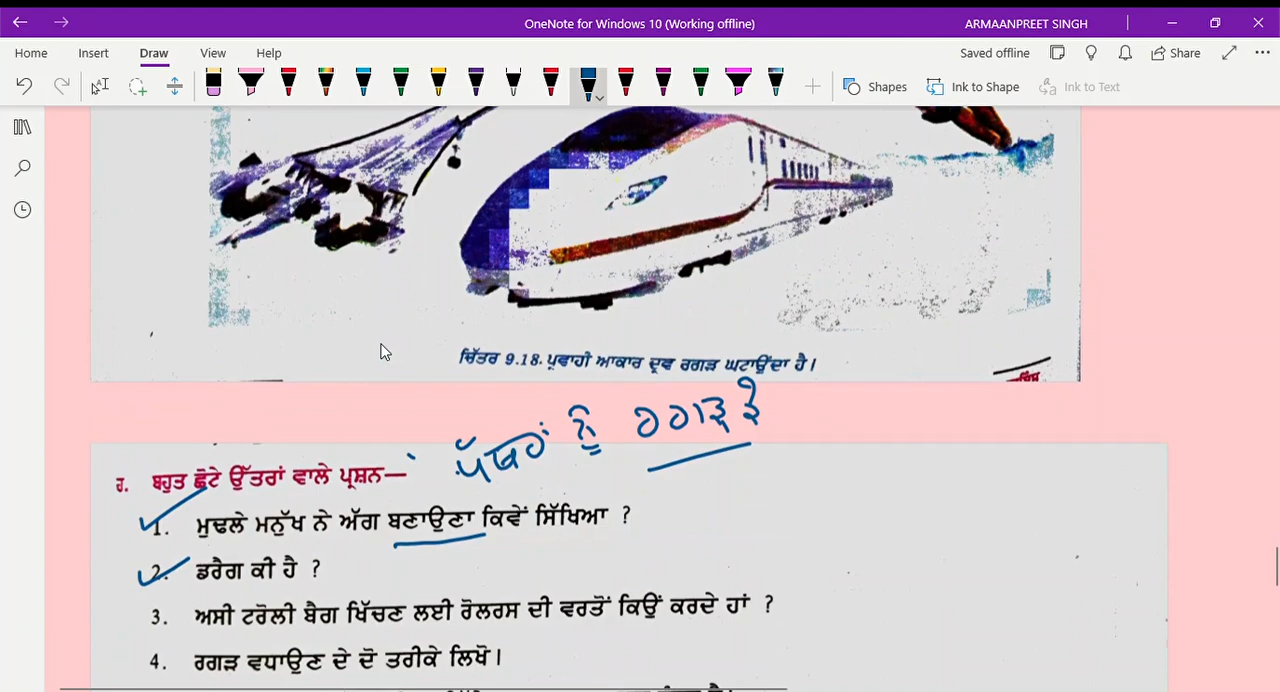 OneNote for Windows 10 (Working offline)
ARMAANPREET SINGH
Home Insert Draw View Help
Saved offline Share
Shapes Ink to Shape Ink to Text
ਚਿੱਤਰ 9.18. ਪ੍ਰਵਾਹੀ ਆਕਾਰ ਦ੍ਰਵ ਰਗੜ ਘਟਾਉਂਦਾ ਹੈ।
ਪੱਥਰਾਂ ਨੂੰ ਰਗੜਕੇ
ਹ. ਬਹੁਤ ਛੋਟੇ ਉੱਤਰਾਂ ਵਾਲੇ ਪ੍ਰਸ਼ਨ—
1. ਮੁਢਲੇ ਮਨੁੱਖ ਨੇ ਅੱਗ ਬਣਾਉਣਾ ਕਿਵੇਂ ਸਿੱਖਿਆ ?
2. ਡਰੈਗ ਕੀ ਹੈ ?
3. ਅਸੀ ਟਰੋਲੀ ਬੈਗ ਖਿੱਚਣ ਲਈ ਰੋਲਰਸ ਦੀ ਵਰਤੋਂ ਕਿਉਂ ਕਰਦੇ ਹਾਂ ?
4. ਰਗੜ ਵਧਾਉਣ ਦੇ ਦੋ ਤਰੀਕੇ ਲਿਖੋ।